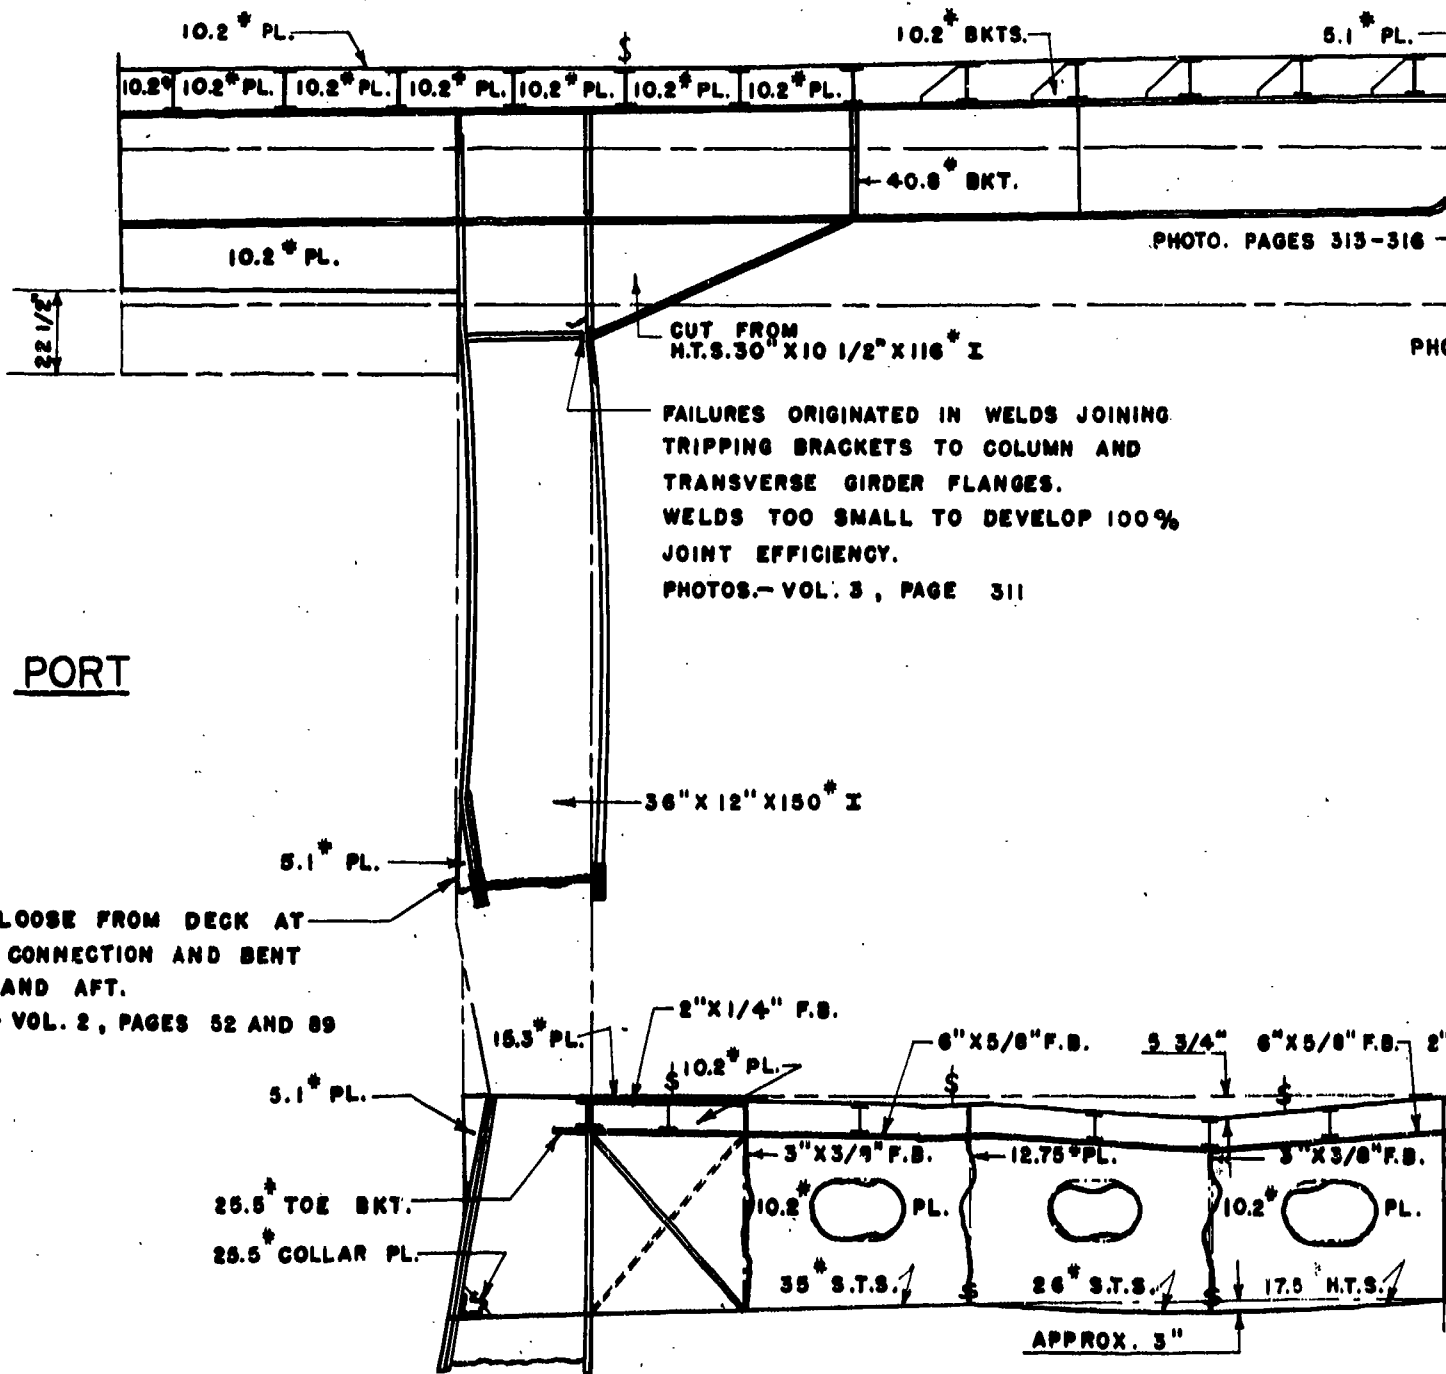 10.2# PL.
10.2# BKTS.
5.1# PL.
10.2# 10.2# PL. 10.2# PL. 10.2# PL. 10.2# PL. 10.2# PL. 10.2# PL.
40.8# BKT.
PHOTO. PAGES 313-316
10.2# PL.
22 1/2"
CUT FROM
H.T.S. 30" X 10 1/2" X 116# I
PHO
FAILURES ORIGINATED IN WELDS JOINING
TRIPPING BRACKETS TO COLUMN AND
TRANSVERSE GIRDER FLANGES.
WELDS TOO SMALL TO DEVELOP 100%
JOINT EFFICIENCY.
PHOTOS.- VOL. 3, PAGE 311
PORT
36" X 12" X 150# I
5.1# PL.
LOOSE FROM DECK AT
CONNECTION AND BENT
AND AFT.
VOL. 2, PAGES 52 AND 89
2" X 1/4" F.B.
15.3# PL.
10.2# PL.
6" X 5/8" F.B.
5 3/4"
6" X 5/8" F.B.
2"
5.1# PL.
3" X 3/8" F.B.
12.75# PL.
3" X 3/8" F.B.
25.5# TOE BKT.
10.2# PL.
10.2# PL.
25.5# COLLAR PL.
35# S.T.S.
26# S.T.S.
17.5# H.T.S.
APPROX. 3"